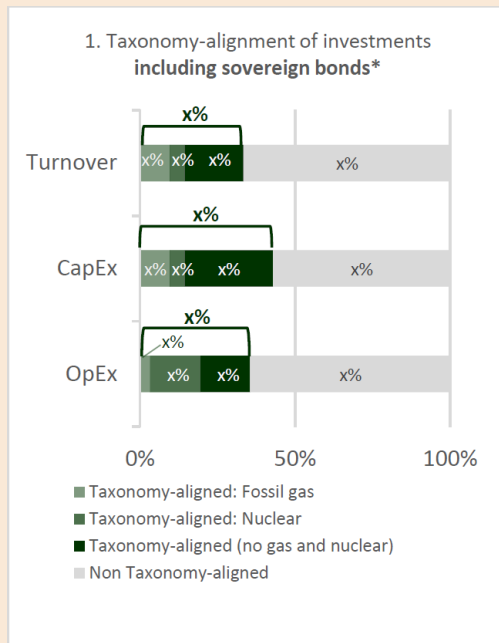 1. Taxonomy-alignment of investments
including sovereign bonds*
x%
Turnover x% x% x% x%
x%
CapEx x% x% x% x%
x%
x%
OpEx x% x% x%
0% 50% 100%
Taxonomy-aligned: Fossil gas
Taxonomy-aligned: Nuclear
Taxonomy-aligned (no gas and nuclear)
Non Taxonomy-aligned